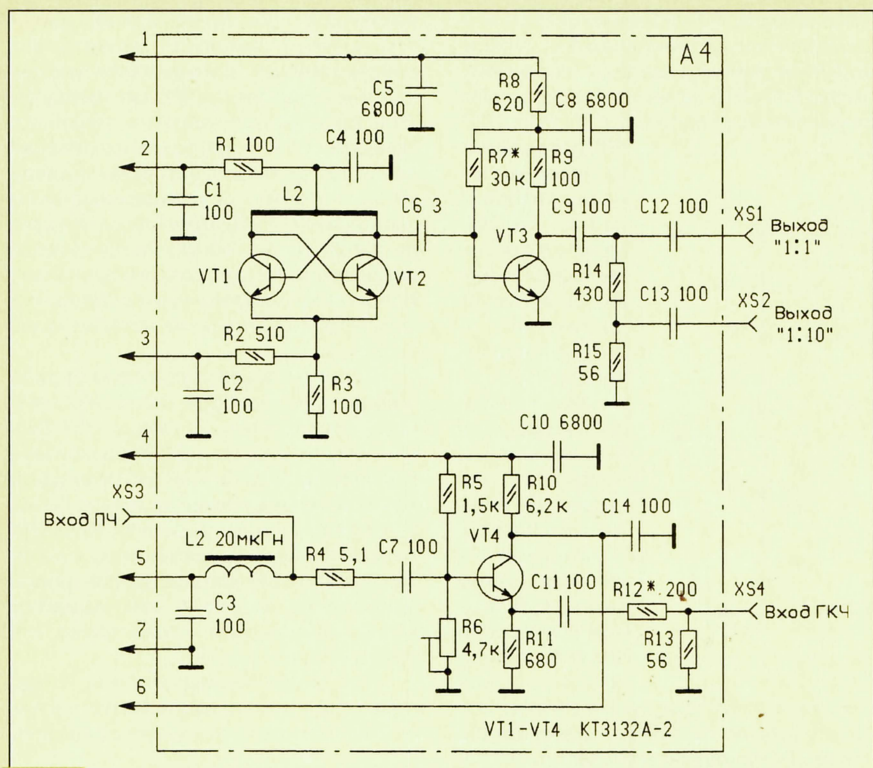 1
А4
C5
6800
R8
620
C8 6800
2
R1 100
C4 100
R7*
30к
R9
100
C1
100
L2
C6 3
C9 100
C12 100
XS1
Выход
"1:1"
VT1
VT2
VT3
R14
430
C13 100
XS2
Выход
"1:10"
3
R2 510
C2
100
R3
100
R15
56
4
C10 6800
XS3
Вход ПЧ
R5
1,5к
R10
6,2к
C14 100
L2 20мкГн
5
R4 5,1
C7 100
VT4
C11 100
R12* 200
XS4
Вход ГКЧ
C3
100
7
R6
4,7к
R11
680
R13
56
6
VT1-VT4 КТ3132А-2